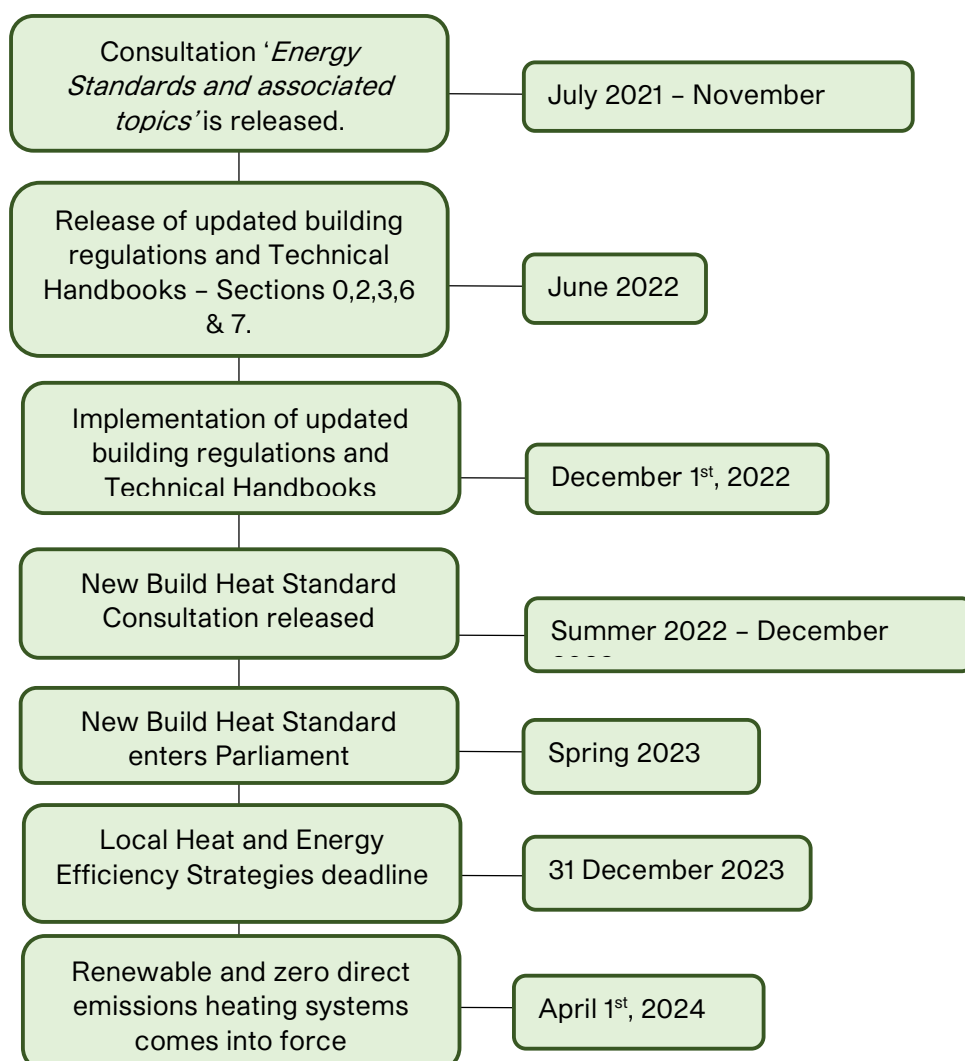 Consultation ‘Energy
Standards and associated
topics’ is released.
July 2021 – November
Release of updated building
regulations and Technical
Handbooks – Sections 0,2,3,6
& 7.
June 2022
Implementation of updated
building regulations and
Technical Handbooks
December 1st, 2022
New Build Heat Standard
Consultation released
Summer 2022 – December
New Build Heat Standard
enters Parliament
Spring 2023
Local Heat and Energy
Efficiency Strategies deadline
31 December 2023
Renewable and zero direct
emissions heating systems
comes into force
April 1st, 2024